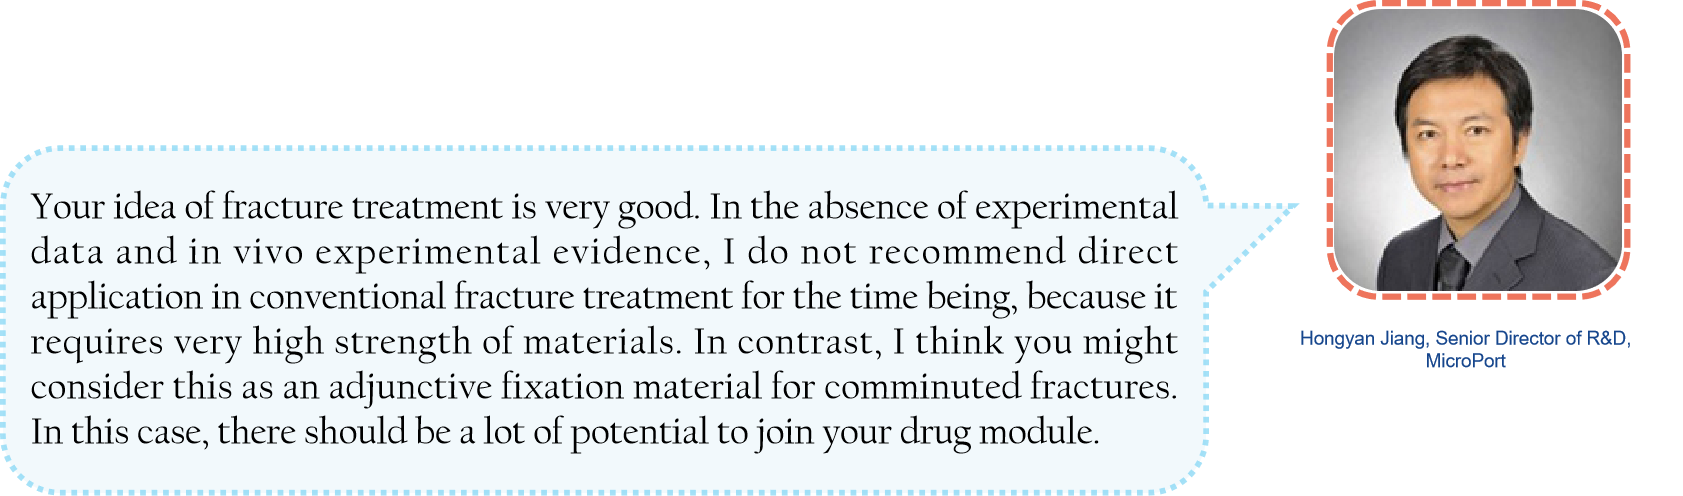 Your idea of fracture treatment is very good. In the absence of experimental
data and in vivo experimental evidence, I do not recommend direct
application in conventional fracture treatment for the time being, because it
requires very high strength of materials. In contrast, I think you might
consider this as an adjunctive fixation material for comminuted fractures.
In this case, there should be a lot of potential to join your drug module.
Hongyan Jiang, Senior Director of R&D,
MicroPort